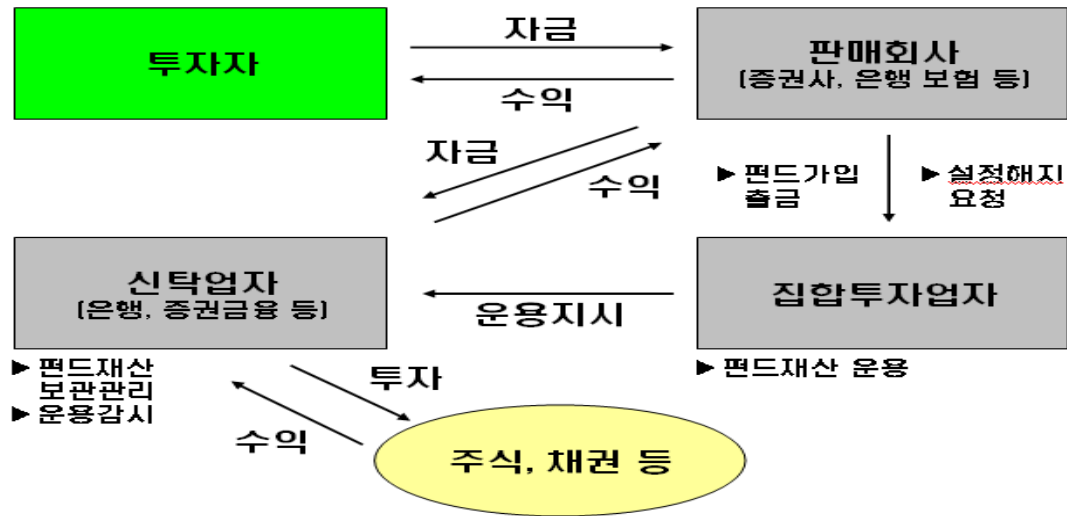 투자자
자금
수익
판매회사
(증권사, 은행 보험 등)
자금
수익
▶ 펀드가입
출금
▶ 설정해지
요청
신탁업자
(은행, 증권금융 등)
운용지시
집합투자업자
▶ 펀드재산
보관관리
▶ 운용감시
투자
수익
▶ 펀드재산 운용
주식, 채권 등